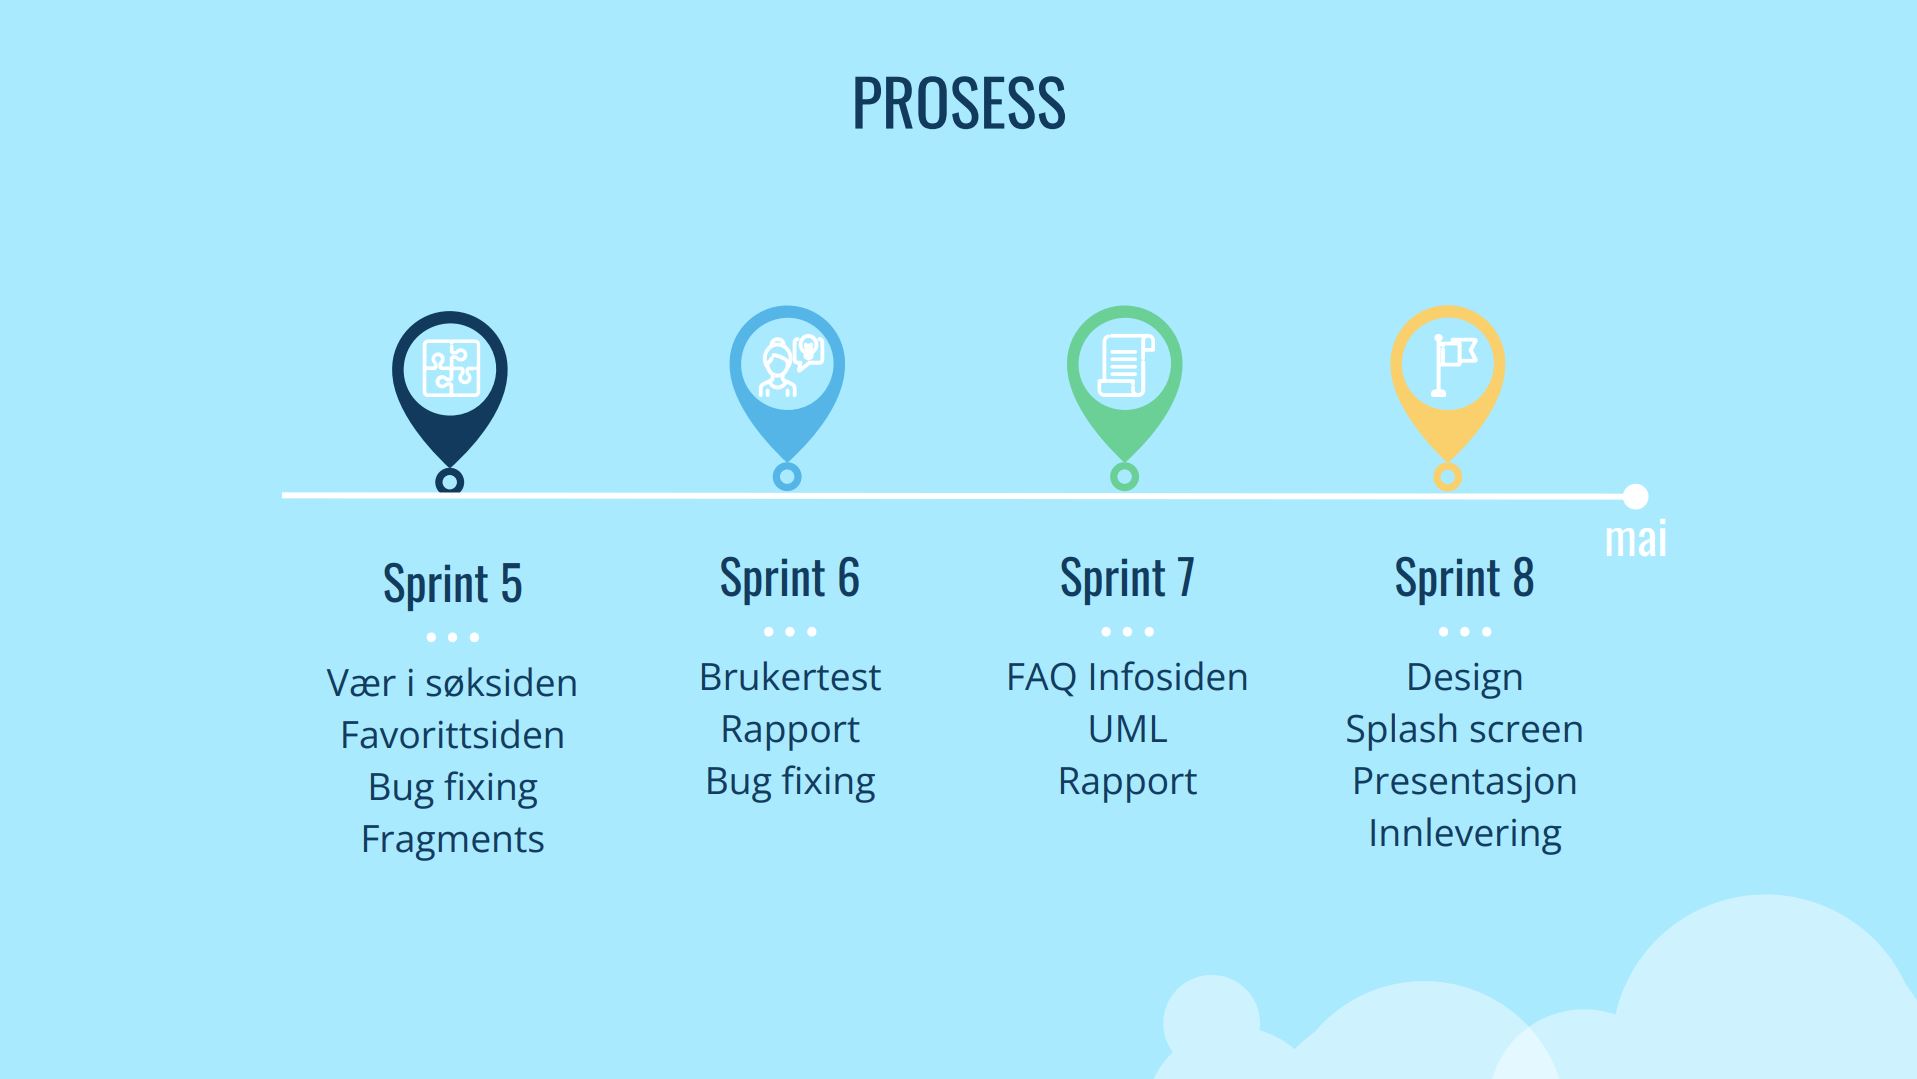 PROSESS
mai
Sprint 5
Vær i søksiden
Favorittsiden
Bug fixing
Fragments
Sprint 6
Brukertest
Rapport
Bug fixing
Sprint 7
FAQ Infosiden
UML
Rapport
Sprint 8
Design
Splash screen
Presentasjon
Innlevering